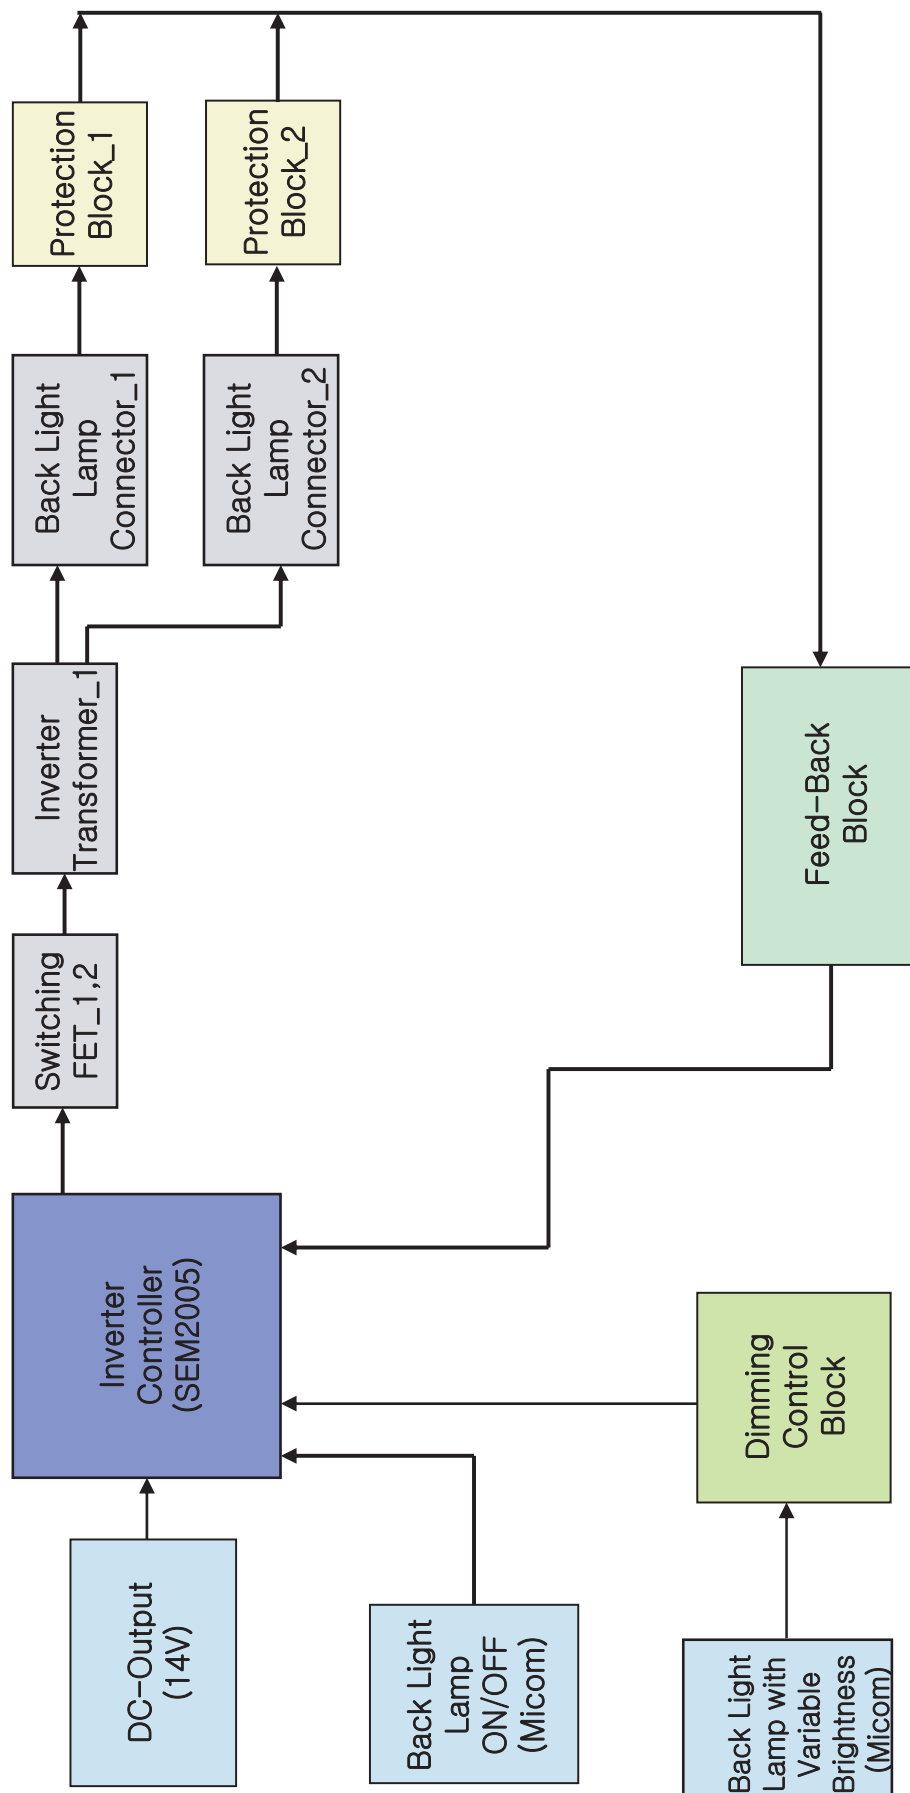 DC-Output
(14V)
Inverter
Controller
(SEM2005)
Switching
FET_1,2
Inverter
Transformer_1
Back Light
Lamp
Connector_1
Protection
Block_1
Back Light
Lamp
Connector_2
Protection
Block_2
Back Light
Lamp
ON/OFF
(Micom)
Back Light
Lamp with
Variable
Brightness
(Micom)
Dimming
Control
Block
Feed-Back
Block